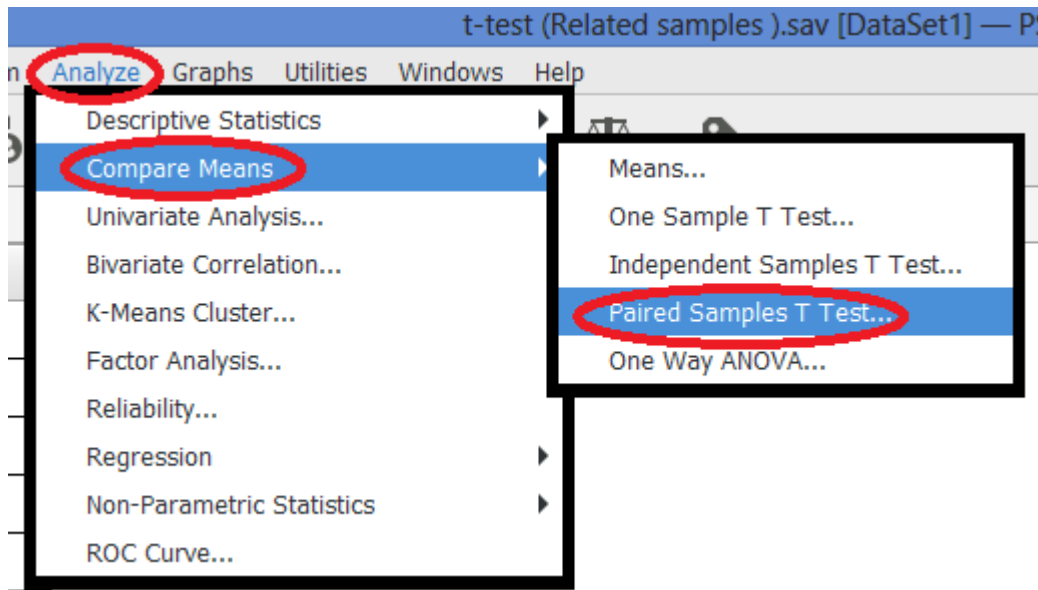 t-test (Related samples ).sav [DataSet1] — PS
Analyze Graphs Utilities Windows Help
Descriptive Statistics
Compare Means
Univariate Analysis...
Bivariate Correlation...
K-Means Cluster...
Factor Analysis...
Reliability...
Regression
Non-Parametric Statistics
ROC Curve...
Means...
One Sample T Test...
Independent Samples T Test...
Paired Samples T Test...
One Way ANOVA...